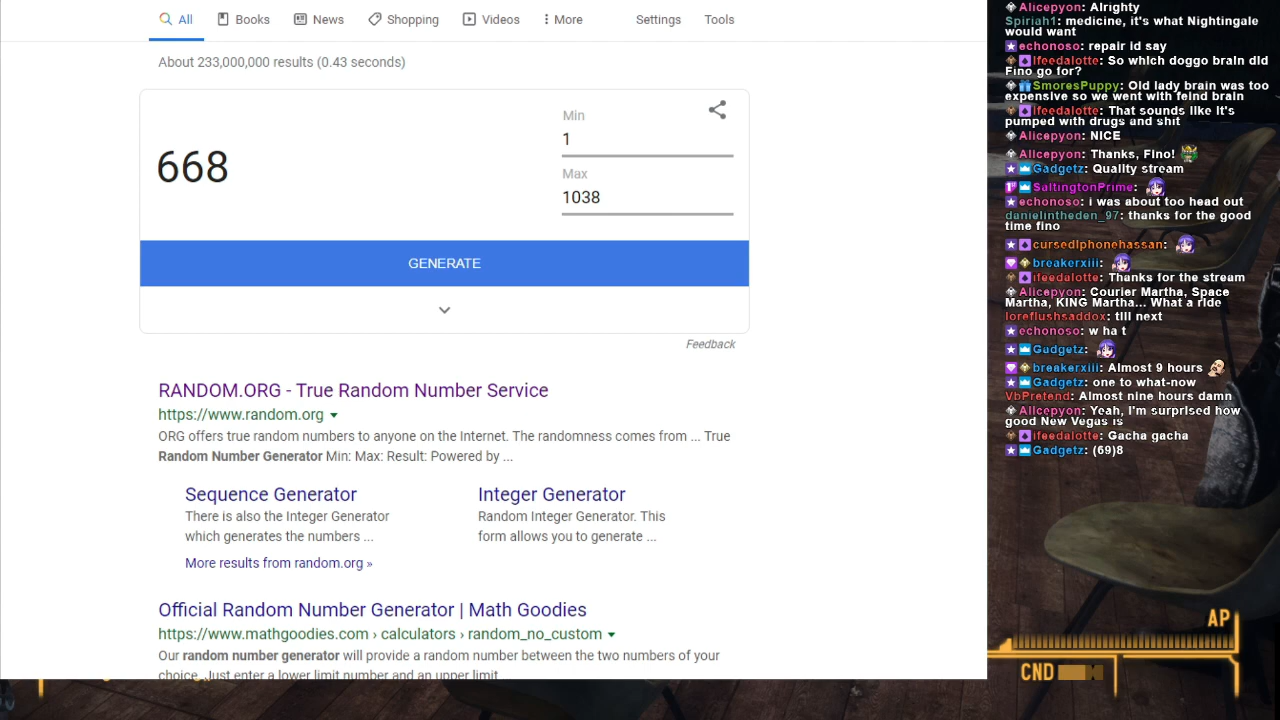 All
Books
News
Shopping
Videos
More
Settings
Tools
About 233,000,000 results (0.43 seconds)
668
Min
1
Max
1038
GENERATE
Feedback
RANDOM.ORG - True Random Number Service
https://www.random.org
ORG offers true random numbers to anyone on the Internet. The randomness comes from ... True
Random Number Generator Min: Max: Result: Powered by ...
Sequence Generator
There is also the Integer Generator
which generates the numbers ...
Integer Generator
Random Integer Generator. This
form allows you to generate ...
More results from random.org »
Official Random Number Generator | Math Goodies
https://www.mathgoodies.com › calculators › random_no_custom
Our random number generator will provide a random number between the two numbers of your
choice. Just enter a lower limit number and an upper limit
Alicepyon: Alrighty
Spiriah1: medicine, it's what Nightingale
would want
echonoso: repair id say
ifeedalotte: So which doggo brain did
Fino go for?
SmoresPuppy: Old lady brain was too
expensive so we went with feind brain
ifeedalotte: That sounds like it's
pumped with drugs and shit
Alicepyon: NICE
Alicepyon: Thanks, Fino!
Gadgetz: Quality stream
SaltingtonPrime:
echonoso: i was about too head out
danielintheden_97: thanks for the good
time fino
cursedIphonehassan:
breakerxiii:
ifeedalotte: Thanks for the stream
Alicepyon: Courier Martha, Space
Martha, KING Martha... What a ride
loreflushsaddox: till next
echonoso: w ha t
Gadgetz:
breakerxiii: Almost 9 hours
Gadgetz: one to what-now
VbPretend: Almost nine hours damn
Alicepyon: Yeah, I'm surprised how
good New Vegas is
ifeedalotte: Gacha gacha
Gadgetz: (69)8
AP
CND